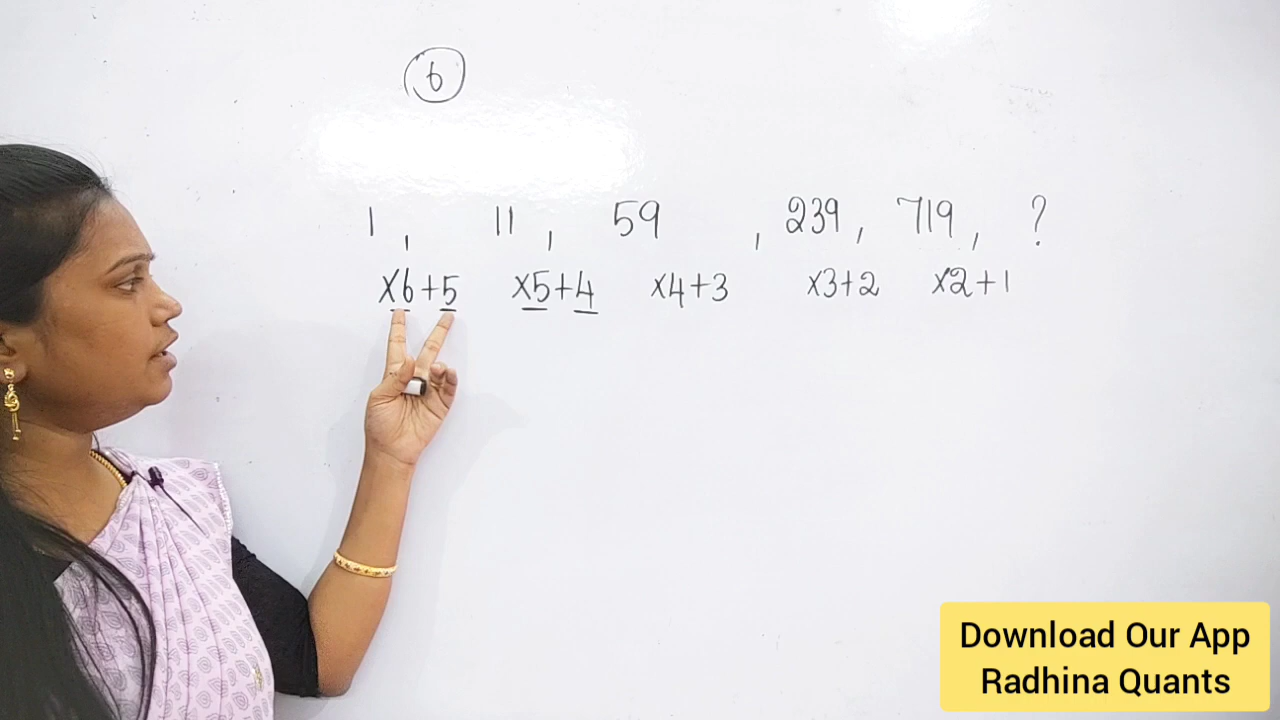 6
1, 11, 59, 239, 719, ?
x6+5 x5+4 x4+3 x3+2 x2+1
Download Our App
Radhina Quants